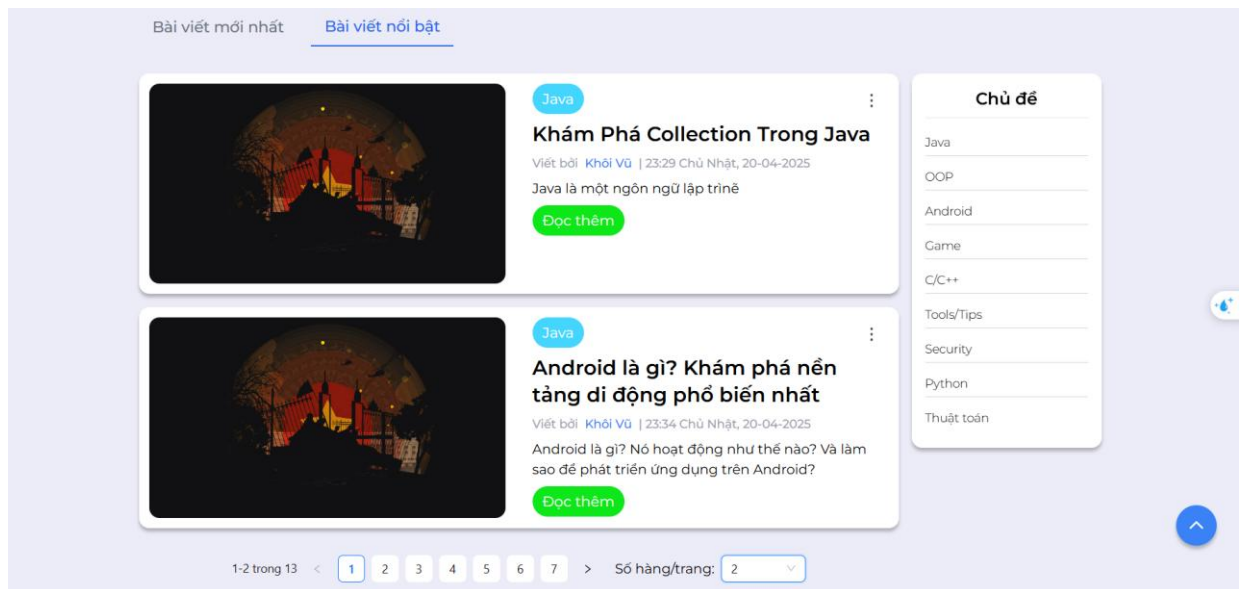 Bài viết mới nhất Bài viết nổi bật
Java
Khám Phá Collection Trong Java
Viết bởi Khôi Vũ | 23:29 Chủ Nhật, 20-04-2025
Java là một ngôn ngữ lập trìnẽ
Đọc thêm
Java
Android là gì? Khám phá nền
tảng di động phổ biến nhất
Viết bởi Khôi Vũ | 23:34 Chủ Nhật, 20-04-2025
Android là gì? Nó hoạt động như thế nào? Và làm
sao để phát triển ứng dụng trên Android?
Đọc thêm
Chủ đề
Java
OOP
Android
Game
C/C++
Tools/Tips
Security
Python
Thuật toán
1-2 trong 13 < 1 2 3 4 5 6 7 > Số hàng/trang: 2